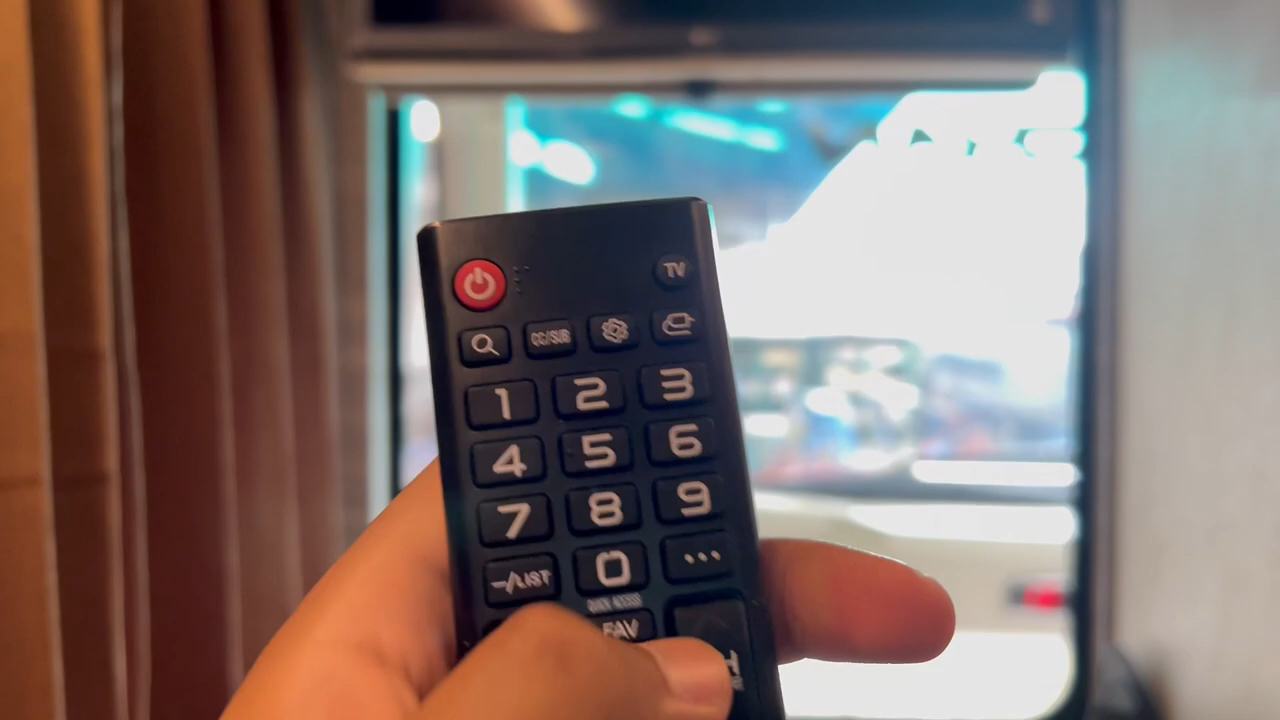 TV
CC/SUB
1 2 3
4 5 6
7 8 9
-/LIST 0 ...
QUICK ACCESS
FAV
H